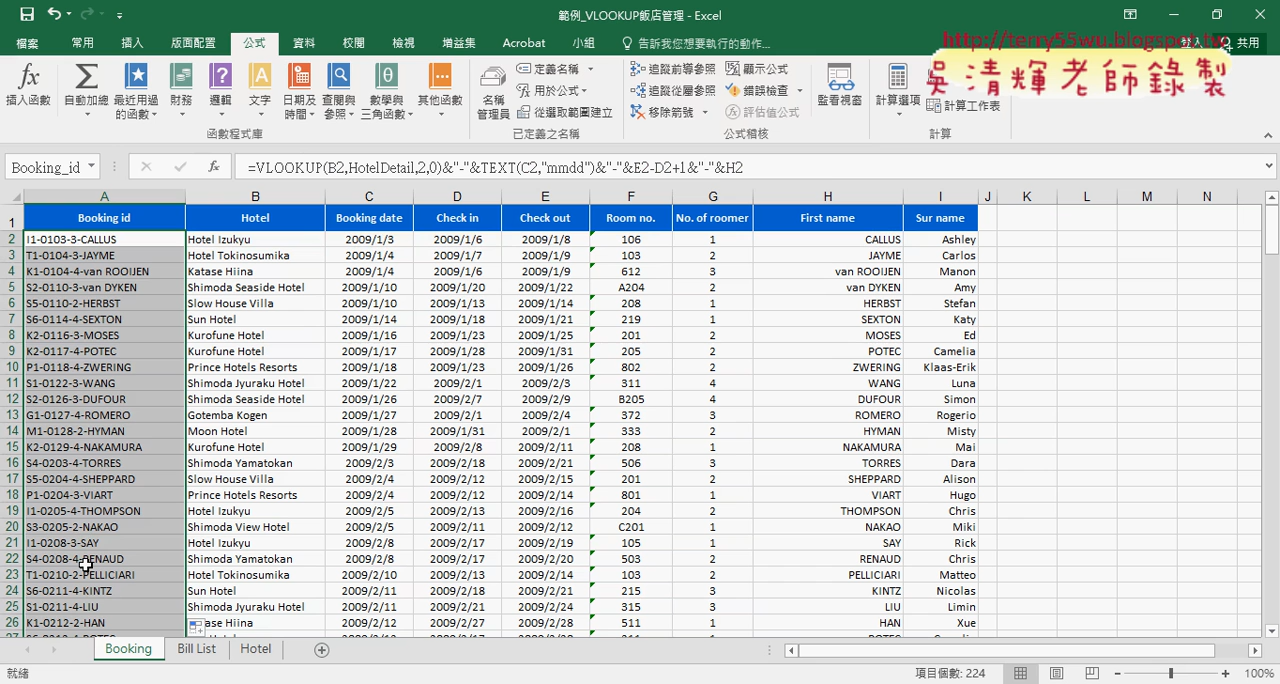 範例_VLOOKUP飯店管理 - Excel
檔案 常用 插入 版面配置 公式 資料 校閱 檢視 增益集 Acrobat 小組 告訴我您想要執行的動作... 登入 共用
http://terry55wu.blogspot.tw
吳清輝老師錄製
插入函數 自動加總 最近用過的函數 財務 邏輯 文字 日期及時間 查閱與參照 數學與三角函數 其他函數
函數程式庫
名稱管理員 定義名稱 用於公式 從選取範圍建立
已定義之名稱
追蹤前導參照 追蹤從屬參照 移除箭號 顯示公式 錯誤檢查 評估值公式 監看視窗
公式稽核
計算選項 計算工作表
計算
Booking_id =VLOOKUP(B2,HotelDetail,2,0)&"-"&TEXT(C2,"mmdd")&"-"&E2-D2+1&"-"&H2
A B C D E F G H I J K L M N
1 Booking id Hotel Booking date Check in Check out Room no. No. of roomer First name Sur name
2 I1-0103-3-CALLUS Hotel Izukyu 2009/1/3 2009/1/6 2009/1/8 106 1 CALLUS Ashley
3 T1-0104-3-JAYME Hotel Tokinosumika 2009/1/4 2009/1/7 2009/1/9 103 2 JAYME Carlos
4 K1-0104-4-van ROOIJEN Katase Hiina 2009/1/4 2009/1/6 2009/1/9 612 3 van ROOIJEN Manon
5 S2-0110-3-van DYKEN Shimoda Seaside Hotel 2009/1/10 2009/1/20 2009/1/22 A204 2 van DYKEN Amy
6 S5-0110-2-HERBST Slow House Villa 2009/1/10 2009/1/13 2009/1/14 208 1 HERBST Stefan
7 S6-0114-4-SEXTON Sun Hotel 2009/1/14 2009/1/18 2009/1/21 219 1 SEXTON Katy
8 K2-0116-3-MOSES Kurofune Hotel 2009/1/16 2009/1/23 2009/1/25 201 2 MOSES Ed
9 K2-0117-4-POTEC Kurofune Hotel 2009/1/17 2009/1/28 2009/1/31 205 2 POTEC Camelia
10 P1-0118-4-ZWERING Prince Hotels Resorts 2009/1/18 2009/1/23 2009/1/26 802 2 ZWERING Klaas-Erik
11 S1-0122-3-WANG Shimoda Jyuraku Hotel 2009/1/22 2009/2/1 2009/2/3 311 4 WANG Luna
12 S2-0126-3-DUFOUR Shimoda Seaside Hotel 2009/1/26 2009/2/7 2009/2/9 B205 4 DUFOUR Simon
13 G1-0127-4-ROMERO Gotemba Kogen 2009/1/27 2009/2/1 2009/2/4 372 3 ROMERO Rogerio
14 M1-0128-2-HYMAN Moon Hotel 2009/1/28 2009/1/31 2009/2/1 333 2 HYMAN Misty
15 K2-0129-4-NAKAMURA Kurofune Hotel 2009/1/29 2009/2/8 2009/2/11 208 1 NAKAMURA Mai
16 S4-0203-4-TORRES Shimoda Yamatokan 2009/2/3 2009/2/18 2009/2/21 506 3 TORRES Dara
17 S5-0204-4-SHEPPARD Slow House Villa 2009/2/4 2009/2/12 2009/2/15 201 2 SHEPPARD Alison
18 P1-0204-3-VIART Prince Hotels Resorts 2009/2/4 2009/2/12 2009/2/14 801 1 VIART Hugo
19 I1-0205-4-THOMPSON Hotel Izukyu 2009/2/5 2009/2/13 2009/2/16 204 2 THOMPSON Chris
20 S3-0205-2-NAKAO Shimoda View Hotel 2009/2/5 2009/2/11 2009/2/12 C201 1 NAKAO Miki
21 I1-0208-3-SAY Hotel Izukyu 2009/2/8 2009/2/17 2009/2/19 105 1 SAY Rick
22 S4-0208-4-RENAUD Shimoda Yamatokan 2009/2/8 2009/2/17 2009/2/20 503 2 RENAUD Chris
23 T1-0210-2-PELLICIARI Hotel Tokinosumika 2009/2/10 2009/2/13 2009/2/14 103 2 PELLICIARI Matteo
24 S6-0211-4-KINTZ Sun Hotel 2009/2/11 2009/2/18 2009/2/21 215 3 KINTZ Nicolas
25 S1-0211-4-LIU Shimoda Jyuraku Hotel 2009/2/11 2009/2/21 2009/2/24 315 3 LIU Limin
26 K1-0212-2-HAN ase Hiina 2009/2/12 2009/2/27 2009/2/28 511 1 HAN Xue
Booking Bill List Hotel
就緒 項目個數: 224 100%